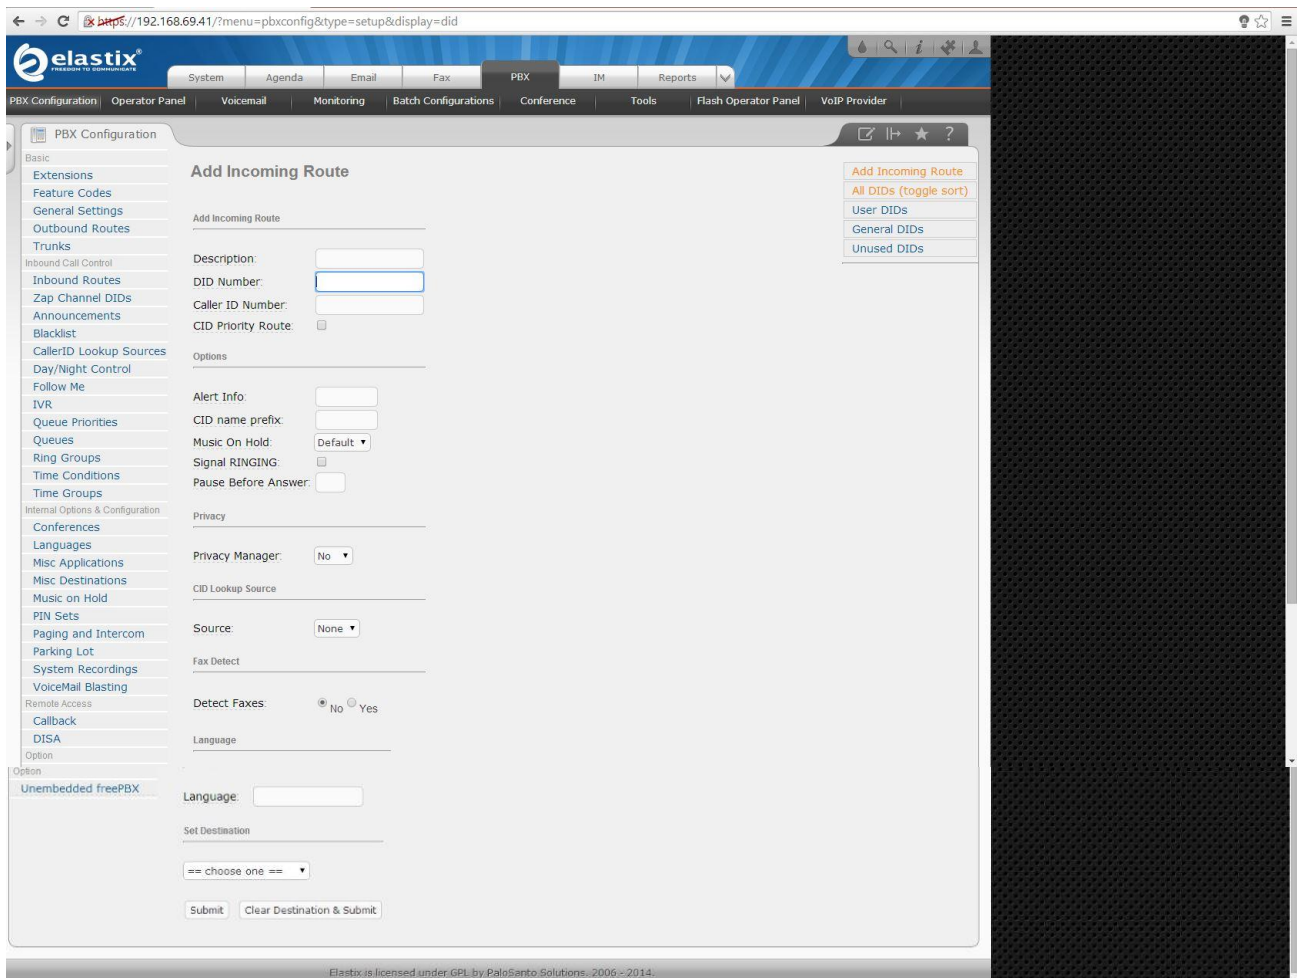 https://192.168.69.41/?menu=pbxconfig&type=setup&display=did
elastix®
FREEDOM TO COMMUNICATE
System Agenda Email Fax PBX IM Reports
PBX Configuration Operator Panel Voicemail Monitoring Batch Configurations Conference Tools Flash Operator Panel VoIP Provider
PBX Configuration
Basic
Extensions
Feature Codes
General Settings
Outbound Routes
Trunks
Inbound Call Control
Inbound Routes
Zap Channel DIDs
Announcements
Blacklist
CallerID Lookup Sources
Day/Night Control
Follow Me
IVR
Queue Priorities
Queues
Ring Groups
Time Conditions
Time Groups
Internal Options & Configuration
Conferences
Languages
Misc Applications
Misc Destinations
Music on Hold
PIN Sets
Paging and Intercom
Parking Lot
System Recordings
VoiceMail Blasting
Remote Access
Callback
DISA
Option
Option
Unembedded freePBX
Add Incoming Route
Add Incoming Route
Description:
DID Number:
Caller ID Number:
CID Priority Route:
Options
Alert Info:
CID name prefix:
Music On Hold: Default
Signal RINGING:
Pause Before Answer:
Privacy
Privacy Manager: No
CID Lookup Source
Source: None
Fax Detect
Detect Faxes: No Yes
Language
Language:
Set Destination
== choose one ==
Submit Clear Destination & Submit
Add Incoming Route
All DIDs (toggle sort)
User DIDs
General DIDs
Unused DIDs
Elastix is licensed under GPL by PaloSanto Solutions. 2006 - 2014.